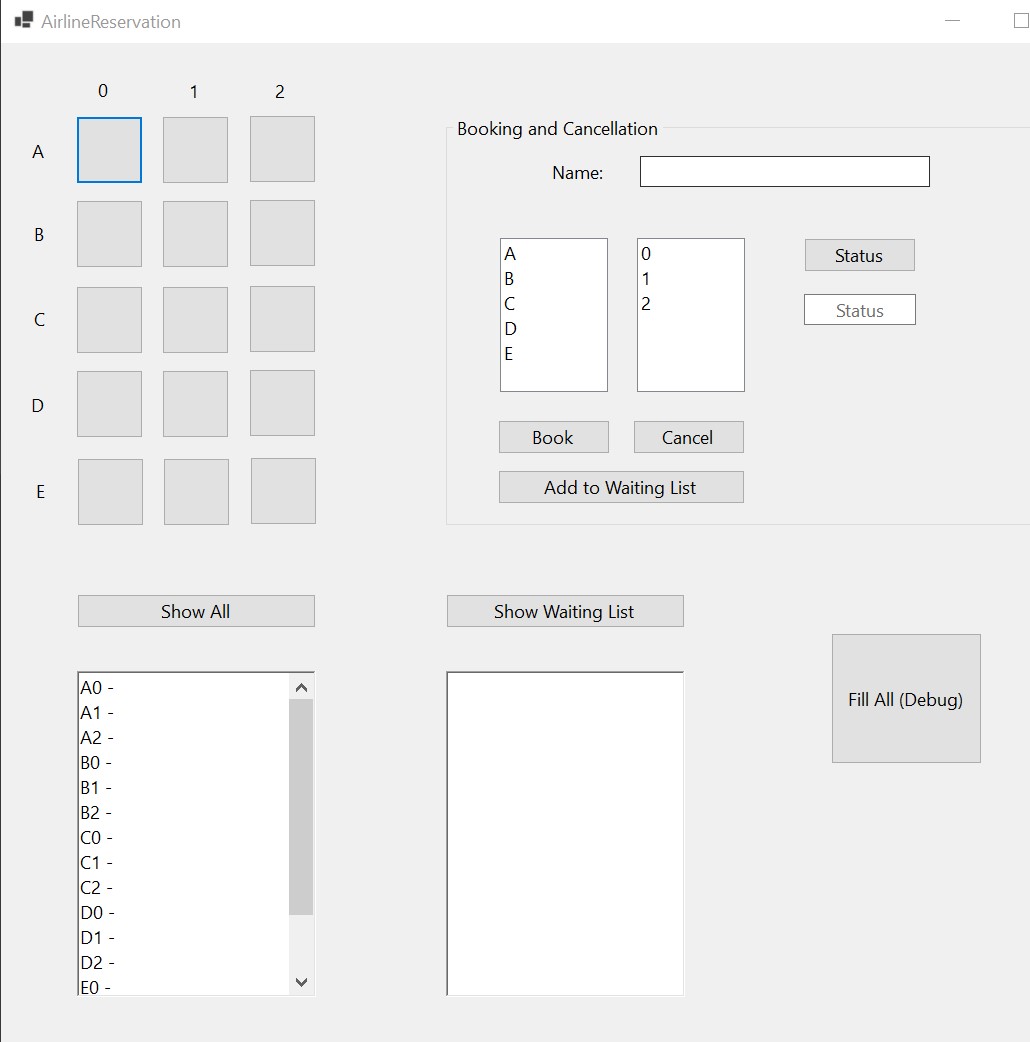 AirlineReservation
0 1 2
A
B
C
D
E
Booking and Cancellation
Name:
A
B
C
D
E
0
1
2
Status
Status
Book
Cancel
Add to Waiting List
Show All
Show Waiting List
A0 -
A1 -
A2 -
B0 -
B1 -
B2 -
C0 -
C1 -
C2 -
D0 -
D1 -
D2 -
E0 -
Fill All (Debug)